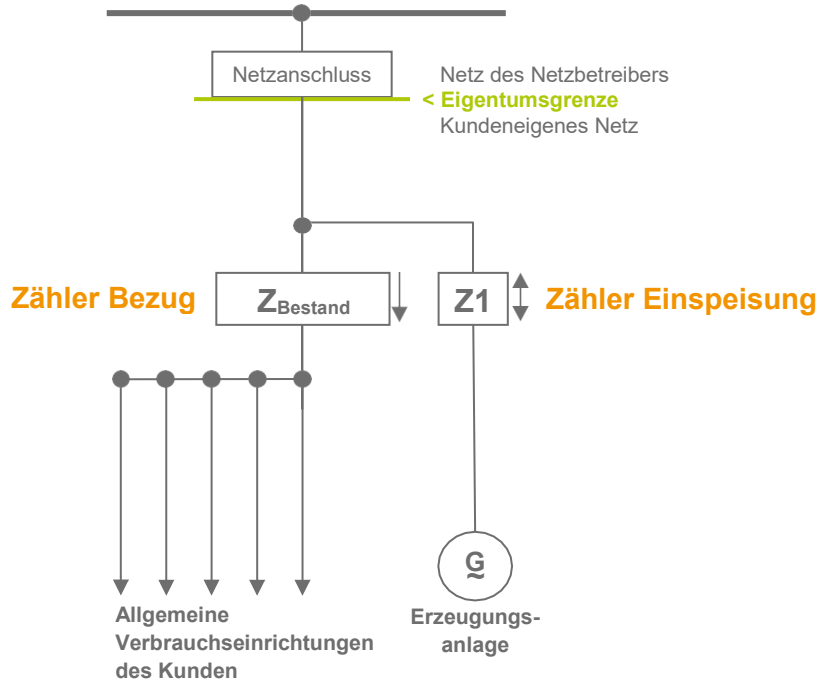 Netzanschluss
Netz des Netzbetreibers
< Eigentumsgrenze
Kundeneigenes Netz
Zähler Bezug
ZBestand
Z1
Zähler Einspeisung
G
~
Allgemeine
Verbrauchseinrichtungen
des Kunden
Erzeugungs-
anlage